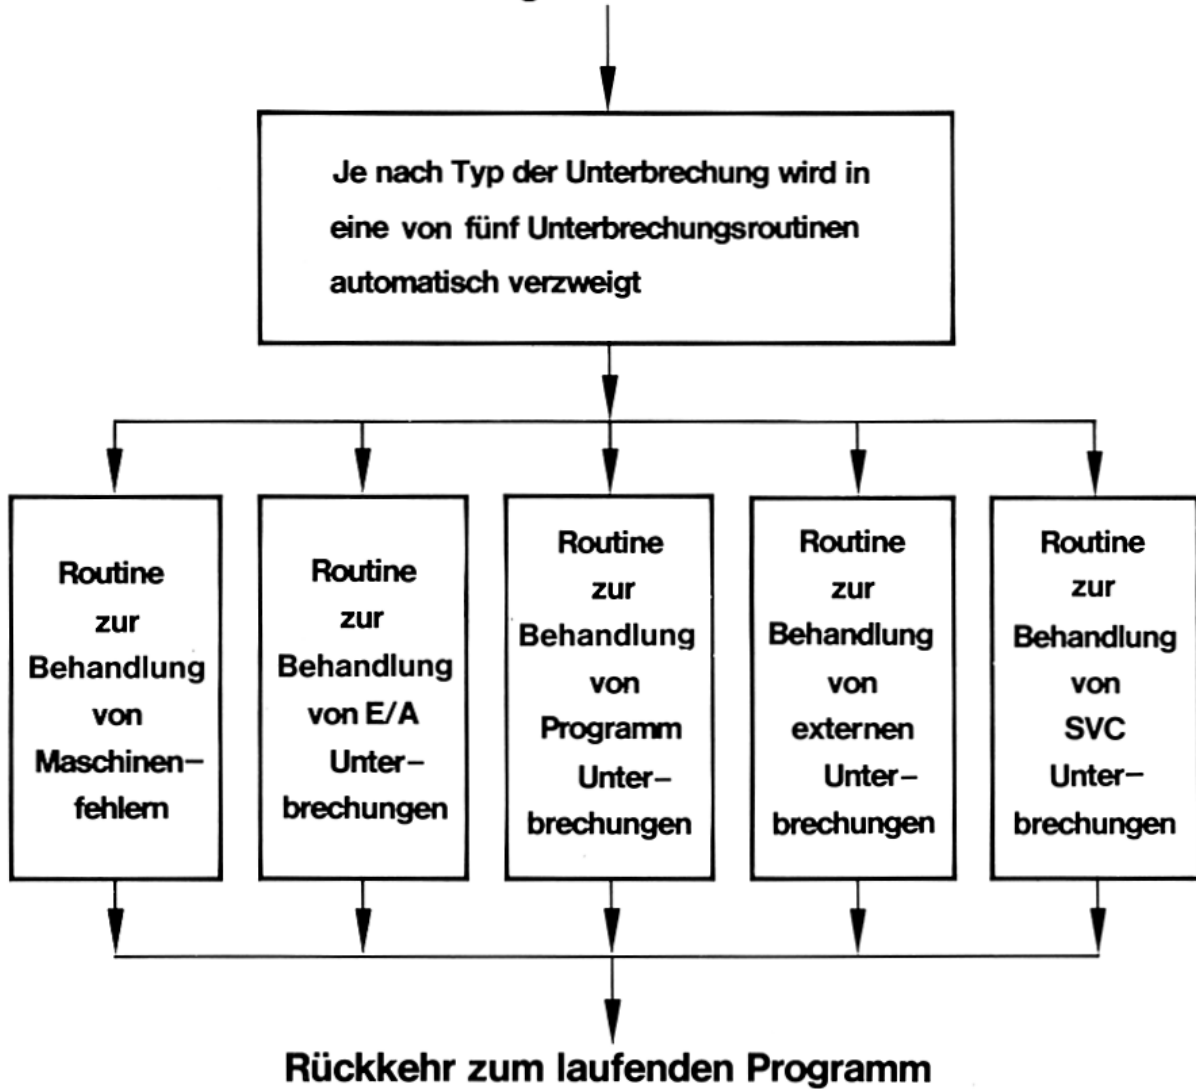 Je nach Typ der Unterbrechung wird in
eine von fünf Unterbrechungsroutinen
automatisch verzweigt
Routine
zur
Behandlung
von
Maschinen–
fehlern
Routine
zur
Behandlung
von E/A
Unter–
brechungen
Routine
zur
Behandlung
von
Programm
Unter–
brechungen
Routine
zur
Behandlung
von
externen
Unter–
brechungen
Routine
zur
Behandlung
von
SVC
Unter–
brechungen
Rückkehr zum laufenden Programm